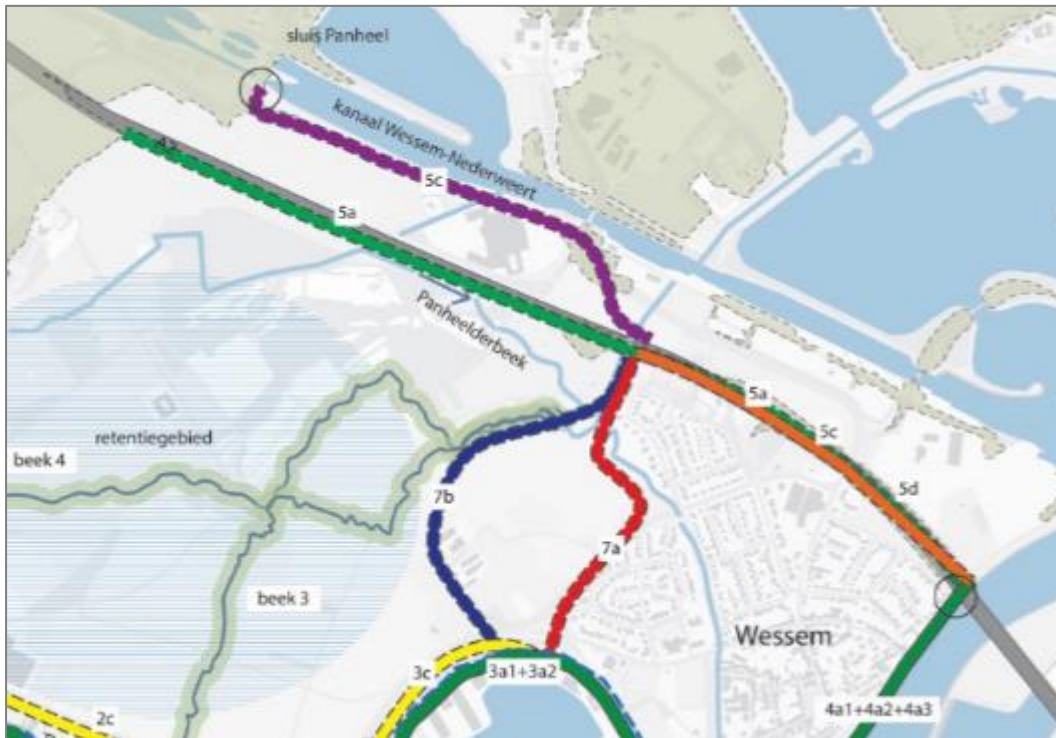 sluis Panheel
kanaal Wessem-Nederweert
A2
5c
5a
Panheelderbeek
5a
retentiegebied
5c
beek 4
5d
7b
7a
beek 3
Wessem
3c
3a1+3a2
2c
4a1+4a2+4a3